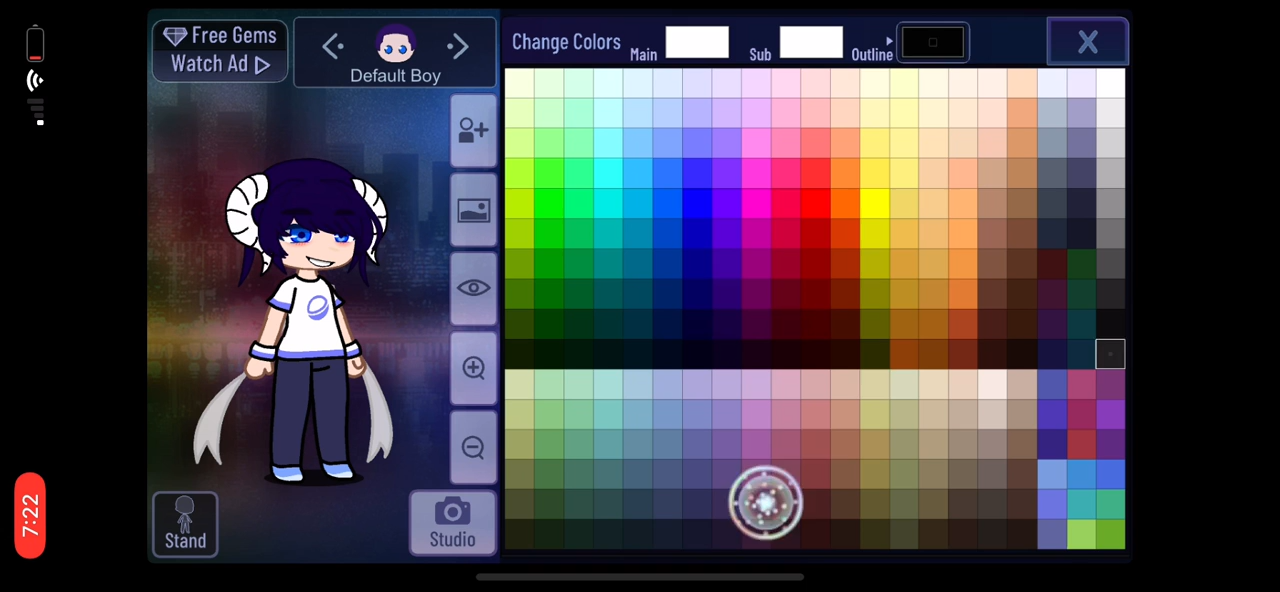 7:22
Free Gems
Watch Ad
Default Boy
Stand
Studio
Change Colors
Main
Sub
Outline
X